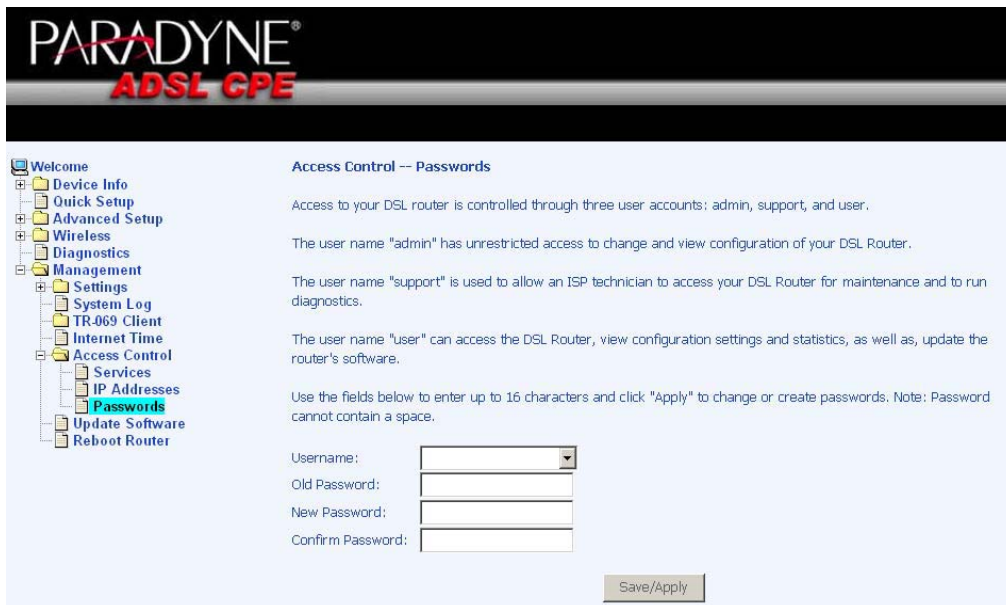 PARADYNE®
ADSL CPE
Welcome
Device Info
Quick Setup
Advanced Setup
Wireless
Diagnostics
Management
Settings
System Log
TR-069 Client
Internet Time
Access Control
Services
IP Addresses
Passwords
Update Software
Reboot Router
Access Control -- Passwords
Access to your DSL router is controlled through three user accounts: admin, support, and user.
The user name "admin" has unrestricted access to change and view configuration of your DSL Router.
The user name "support" is used to allow an ISP technician to access your DSL Router for maintenance and to run
diagnostics.
The user name "user" can access the DSL Router, view configuration settings and statistics, as well as, update the
router's software.
Use the fields below to enter up to 16 characters and click "Apply" to change or create passwords. Note: Password
cannot contain a space.
Username:
Old Password:
New Password:
Confirm Password:
Save/Apply